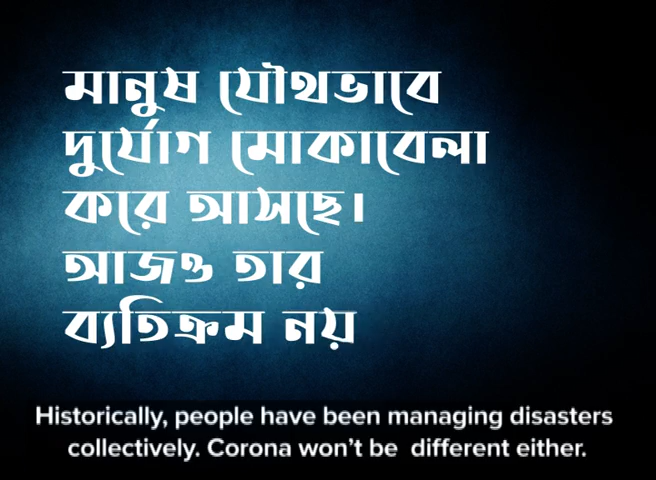 মানুষ যৌথভাবে
দুর্যোগ মোকাবেলা
করে আসছে।
আজও তার
ব্যতিক্রম নয়
Historically, people have been managing disasters
collectively. Corona won't be different either.